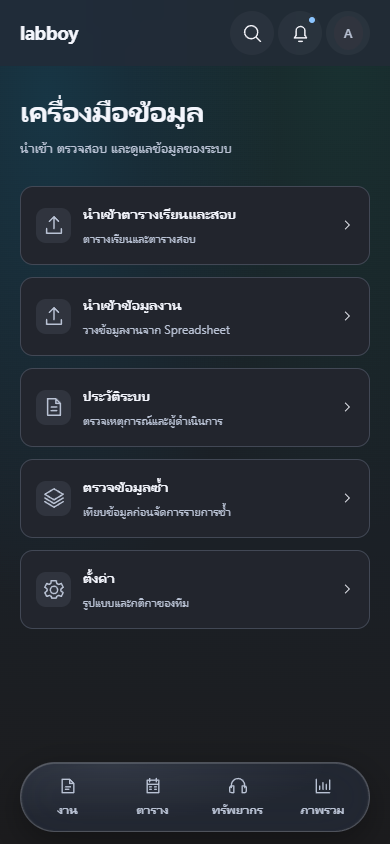 labboy
A
เครื่องมือข้อมูล
นำเข้า ตรวจสอบ และดูแลข้อมูลของระบบ
นำเข้าตารางเรียนและสอบ
ตารางเรียนและตารางสอบ
นำเข้าข้อมูลงาน
วางข้อมูลงานจาก Spreadsheet
ประวัติระบบ
ตรวจเหตุการณ์และผู้ดำเนินการ
ตรวจข้อมูลซ้ำ
เทียบข้อมูลก่อนจัดการรายการซ้ำ
ตั้งค่า
รูปแบบและกติกาของทีม
งาน ตาราง ทรัพยากร ภาพรวม